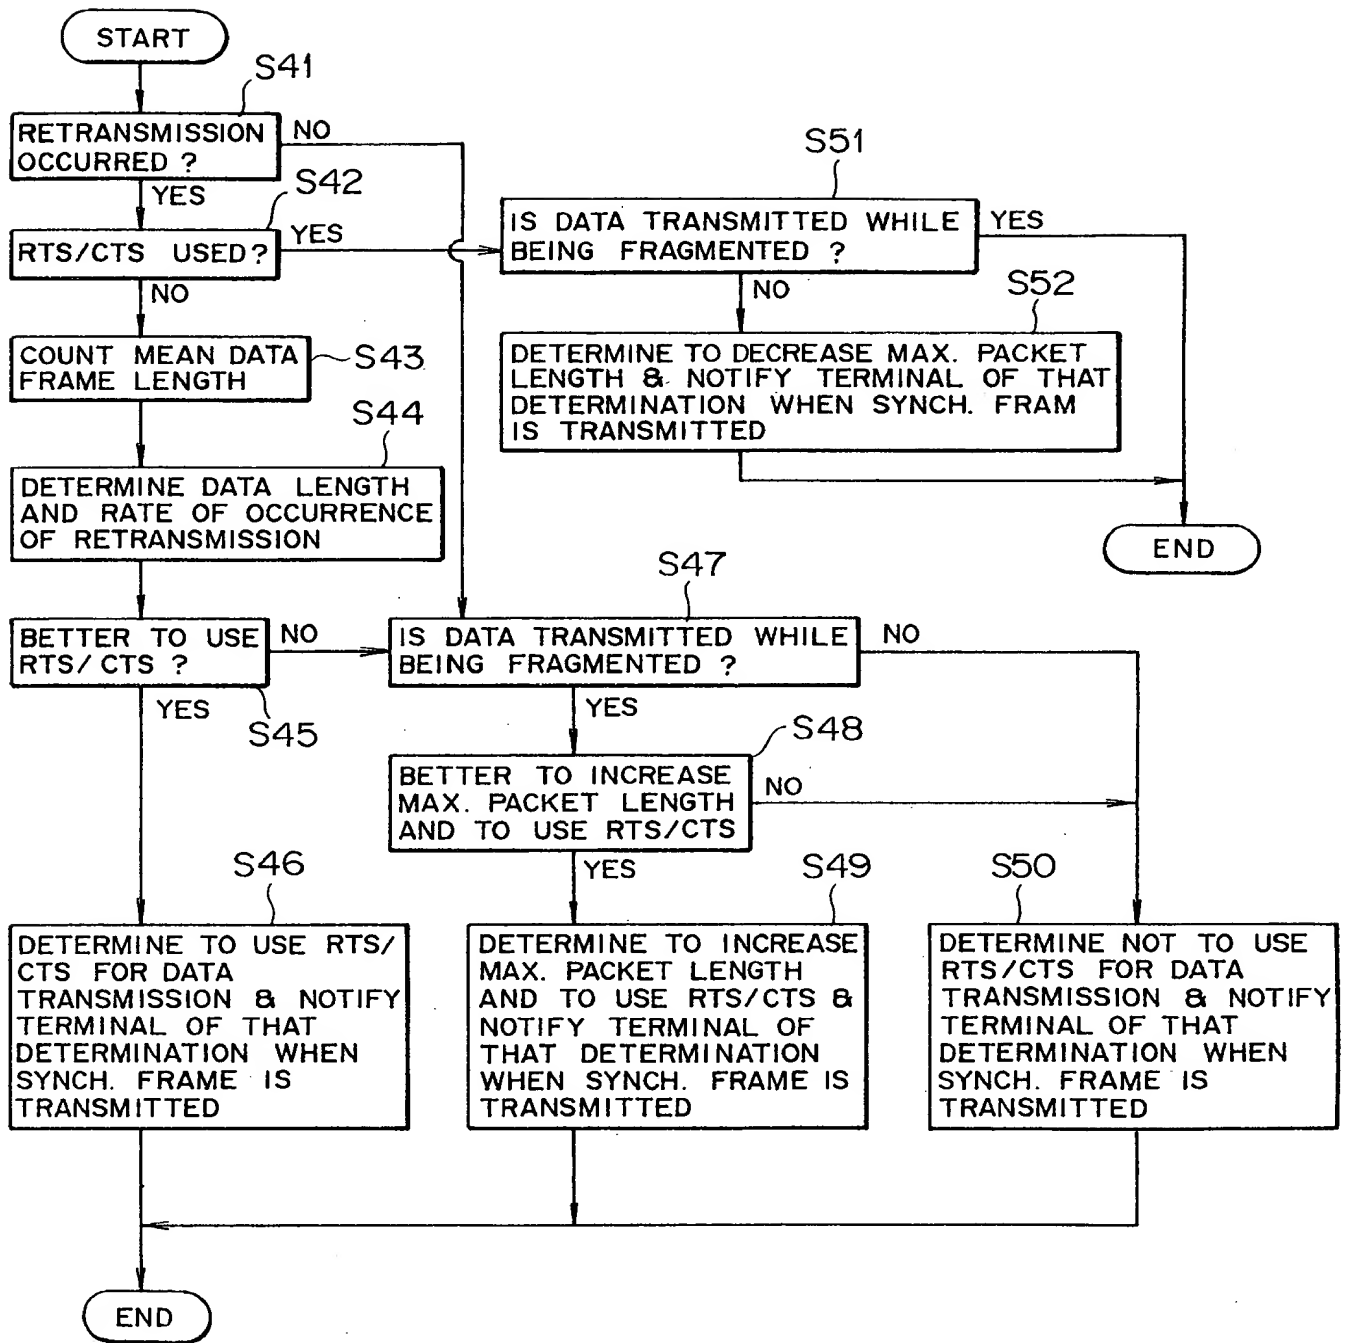 START
S41
RETRANSMISSION
OCCURRED ?
NO
YES
S42
RTS/CTS USED?
YES
NO
S51
IS DATA TRANSMITTED WHILE
BEING FRAGMENTED ?
YES
NO
S52
DETERMINE TO DECREASE MAX. PACKET
LENGTH & NOTIFY TERMINAL OF THAT
DETERMINATION WHEN SYNCH. FRAM
IS TRANSMITTED
END
COUNT MEAN DATA
FRAME LENGTH
S43
S44
DETERMINE DATA LENGTH
AND RATE OF OCCURRENCE
OF RETRANSMISSION
BETTER TO USE
RTS/CTS ?
NO
YES
S45
S47
IS DATA TRANSMITTED WHILE
BEING FRAGMENTED ?
NO
YES
S48
BETTER TO INCREASE
MAX. PACKET LENGTH
AND TO USE RTS/CTS
NO
YES
S46
DETERMINE TO USE RTS/
CTS FOR DATA
TRANSMISSION & NOTIFY
TERMINAL OF THAT
DETERMINATION WHEN
SYNCH. FRAME IS
TRANSMITTED
S49
DETERMINE TO INCREASE
MAX. PACKET LENGTH
AND TO USE RTS/CTS &
NOTIFY TERMINAL OF
THAT DETERMINATION
WHEN SYNCH. FRAME IS
TRANSMITTED
S50
DETERMINE NOT TO USE
RTS/CTS FOR DATA
TRANSMISSION & NOTIFY
TERMINAL OF THAT
DETERMINATION WHEN
SYNCH. FRAME IS
TRANSMITTED
END